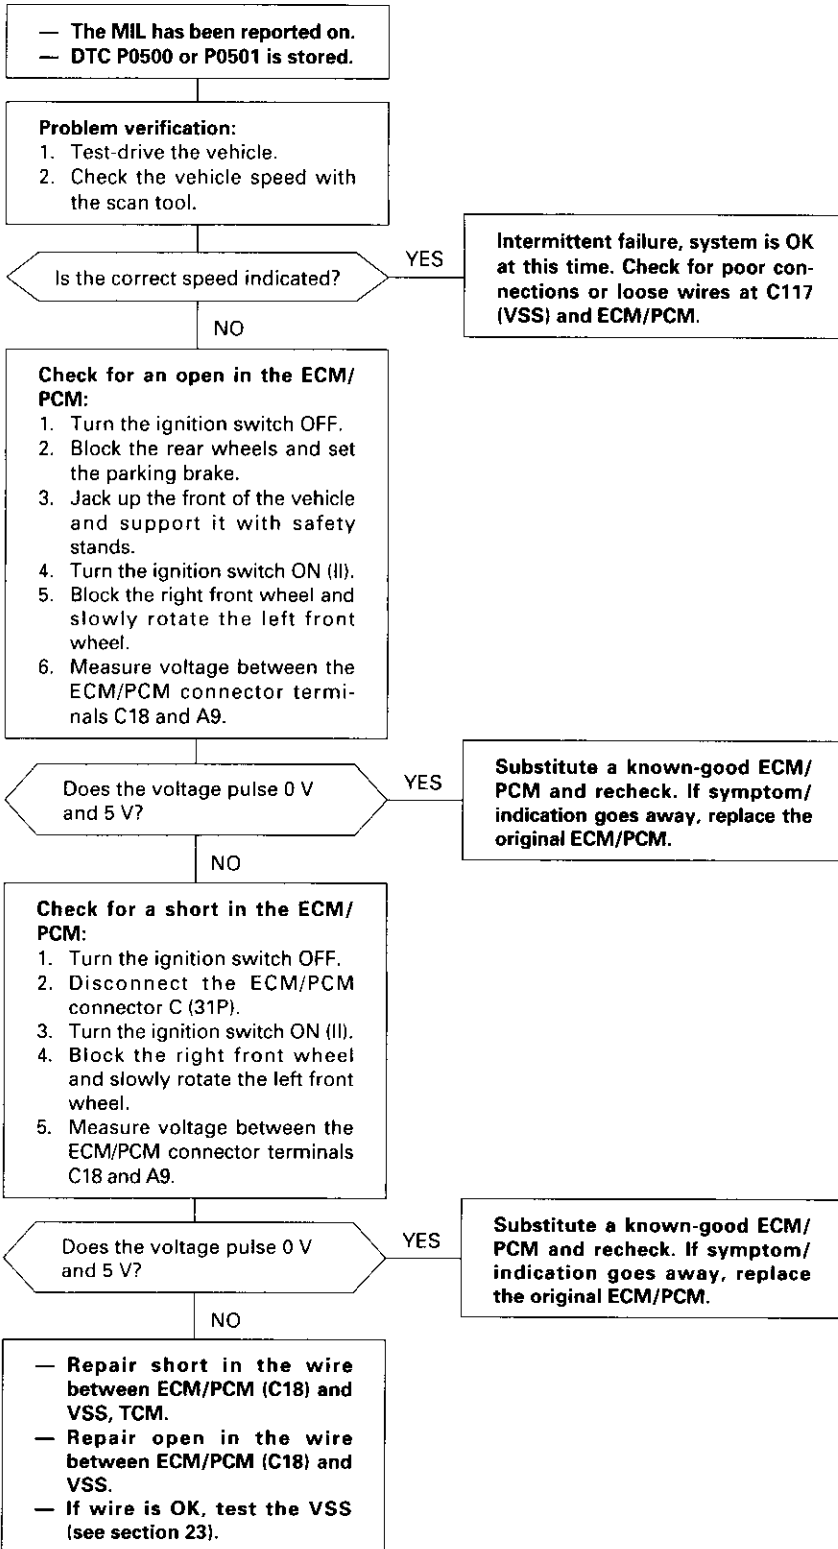 — The MIL has been reported on.
— DTC P0500 or P0501 is stored.
Problem verification:
1. Test-drive the vehicle.
2. Check the vehicle speed with
the scan tool.
Is the correct speed indicated?
YES
Intermittent failure, system is OK
at this time. Check for poor con-
nections or loose wires at C117
(VSS) and ECM/PCM.
NO
Check for an open in the ECM/
PCM:
1. Turn the ignition switch OFF.
2. Block the rear wheels and set
the parking brake.
3. Jack up the front of the vehicle
and support it with safety
stands.
4. Turn the ignition switch ON (II).
5. Block the right front wheel and
slowly rotate the left front
wheel.
6. Measure voltage between the
ECM/PCM connector termi-
nals C18 and A9.
Does the voltage pulse 0 V
and 5 V?
YES
Substitute a known-good ECM/
PCM and recheck. If symptom/
indication goes away, replace the
original ECM/PCM.
NO
Check for a short in the ECM/
PCM:
1. Turn the ignition switch OFF.
2. Disconnect the ECM/PCM
connector C (31P).
3. Turn the ignition switch ON (II).
4. Block the right front wheel
and slowly rotate the left front
wheel.
5. Measure voltage between the
ECM/PCM connector terminals
C18 and A9.
Does the voltage pulse 0 V
and 5 V?
YES
Substitute a known-good ECM/
PCM and recheck. If symptom/
indication goes away, replace
the original ECM/PCM.
NO
— Repair short in the wire
between ECM/PCM (C18) and
VSS, TCM.
— Repair open in the wire
between ECM/PCM (C18) and
VSS.
— If wire is OK, test the VSS
(see section 23).